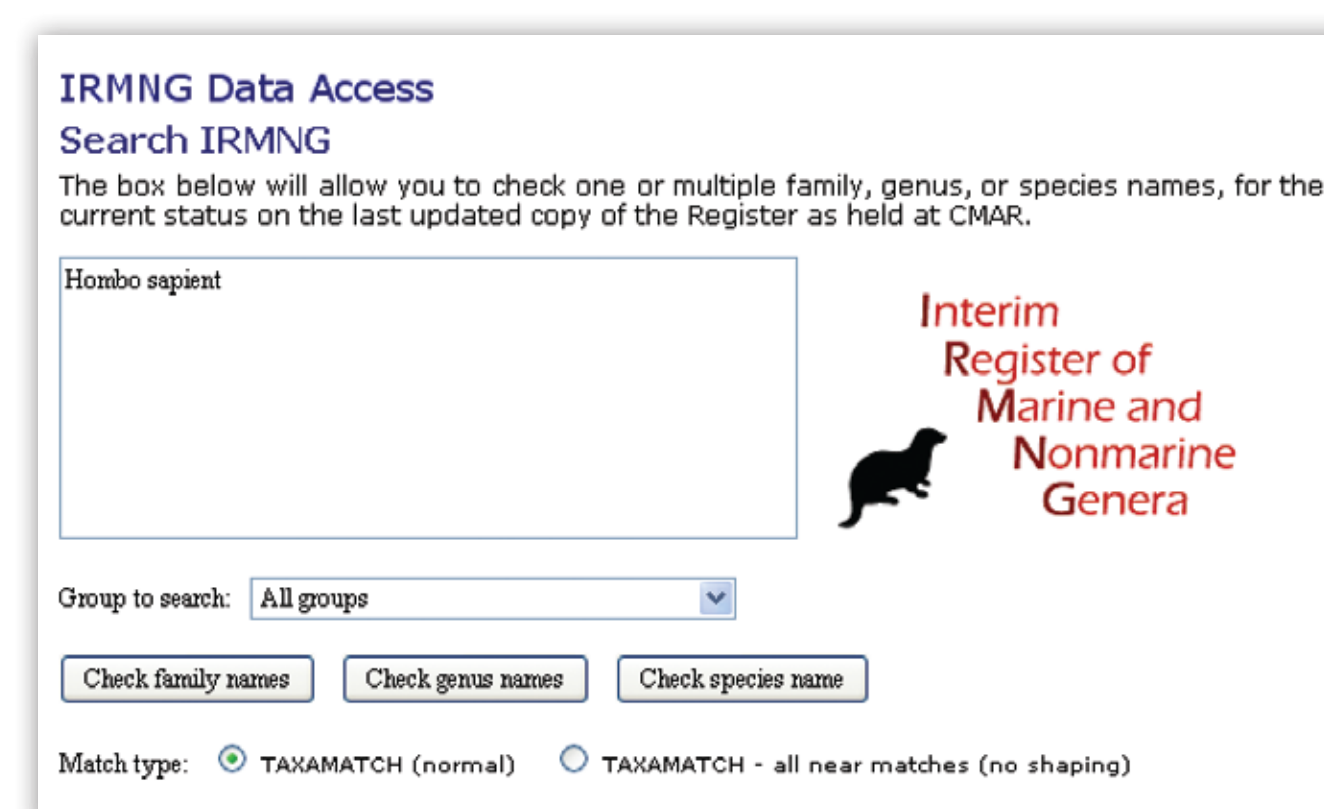 IRMNG Data Access
Search IRMNG
The box below will allow you to check one or multiple family, genus, or species names, for the
current status on the last updated copy of the Register as held at CMAR.
Hombo sapient
Interim
Register of
Marine and
Nonmarine
Genera
Group to search: All groups
Check family names Check genus names Check species name
Match type: TAXAMATCH (normal) TAXAMATCH - all near matches (no shaping)